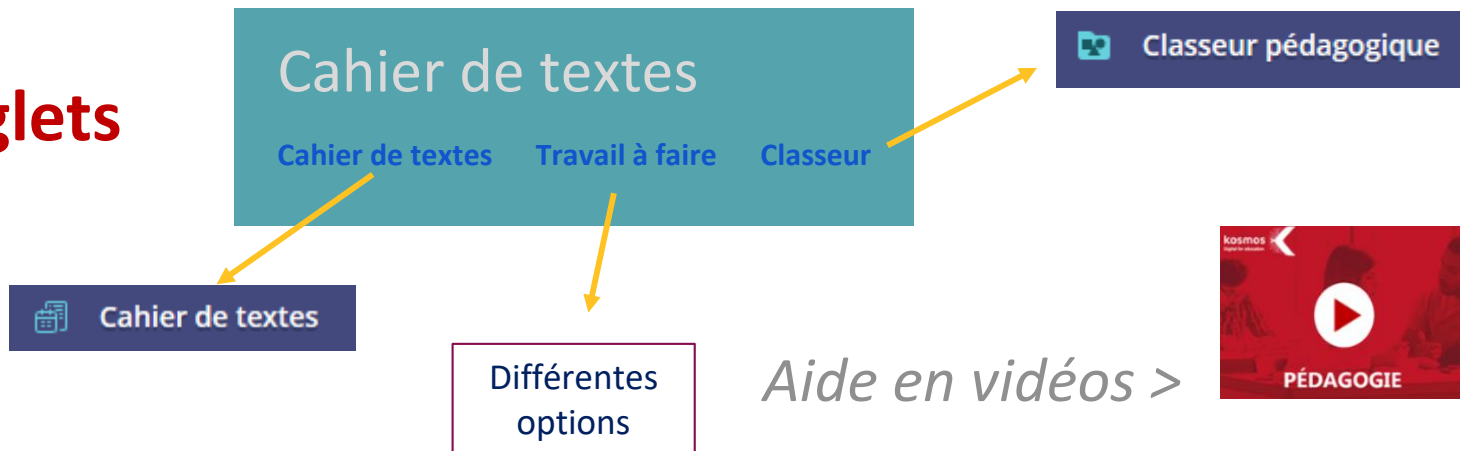 glets
Cahier de textes
Cahier de textes Travail à faire Classeur
Classeur pédagogique
Cahier de textes
Différentes
options
Aide en vidéos >
kosmos
PÉDAGOGIE